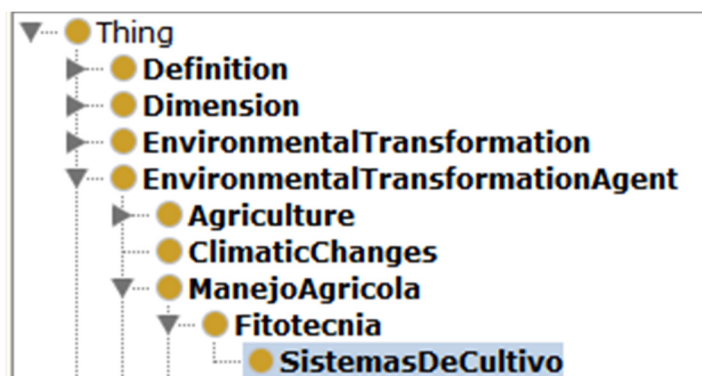 Thing
Definition
Dimension
EnvironmentalTransformation
EnvironmentalTransformationAgent
Agriculture
ClimaticChanges
ManejoAgricola
Fitotecnia
SistemasDeCultivo